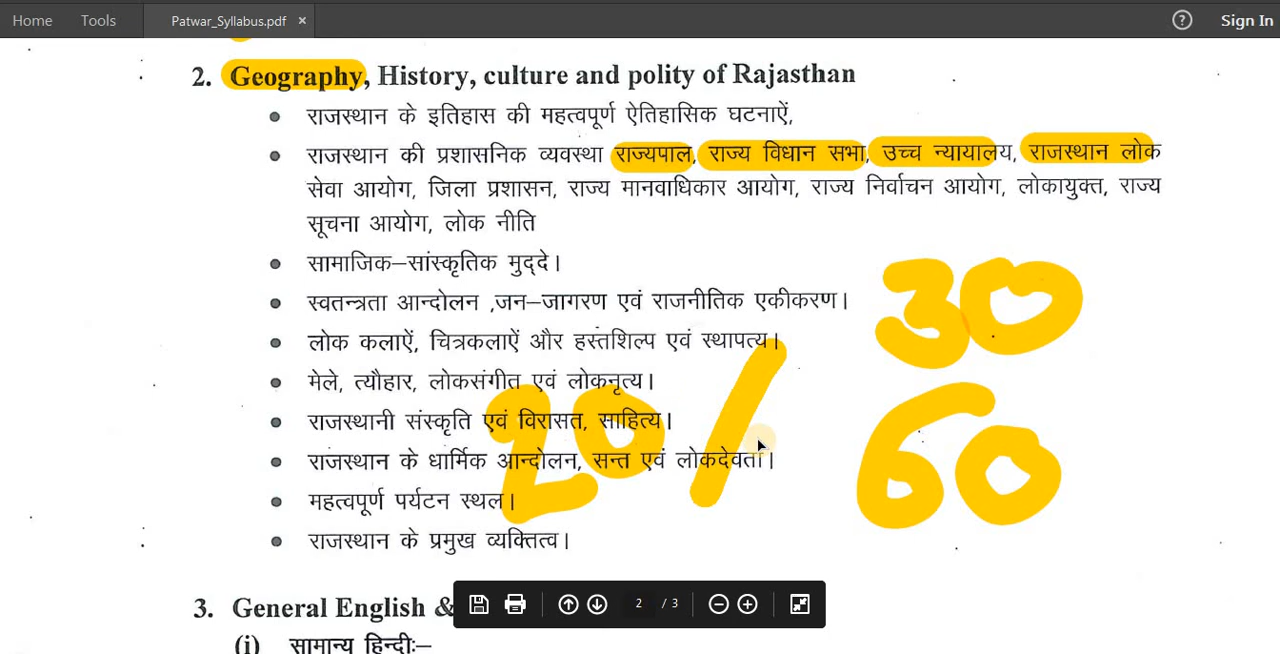 Home Tools Patwar_Syllabus.pdf × ? Sign In
2. Geography, History, culture and polity of Rajasthan
• राजस्थान के इतिहास की महत्वपूर्ण ऐतिहासिक घटनाऐं,
• राजस्थान की प्रशासनिक व्यवस्था राज्यपाल, राज्य विधान सभा, उच्च न्यायालय, राजस्थान लोक
सेवा आयोग, जिला प्रशासन, राज्य मानवाधिकार आयोग, राज्य निर्वाचन आयोग, लोकायुक्त, राज्य
सूचना आयोग, लोक नीति
• सामाजिक–सांस्कृतिक मुद्दे।
• स्वतन्त्रता आन्दोलन ,जन–जागरण एवं राजनीतिक एकीकरण।
30
• लोक कलाऐं, चित्रकलाऐं और हस्तशिल्प एवं स्थापत्य।
• मेले, त्यौहार, लोकसंगीत एवं लोकनृत्य।
• राजस्थानी संस्कृति एवं विरासत, साहित्य।
20/
60
• राजस्थान के धार्मिक आन्दोलन, सन्त एवं लोकदेवता।
• महत्वपूर्ण पर्यटन स्थल।
• राजस्थान के प्रमुख व्यक्तित्व।
3. General English &
2 / 3
(i) सामान्य हिन्दीः–